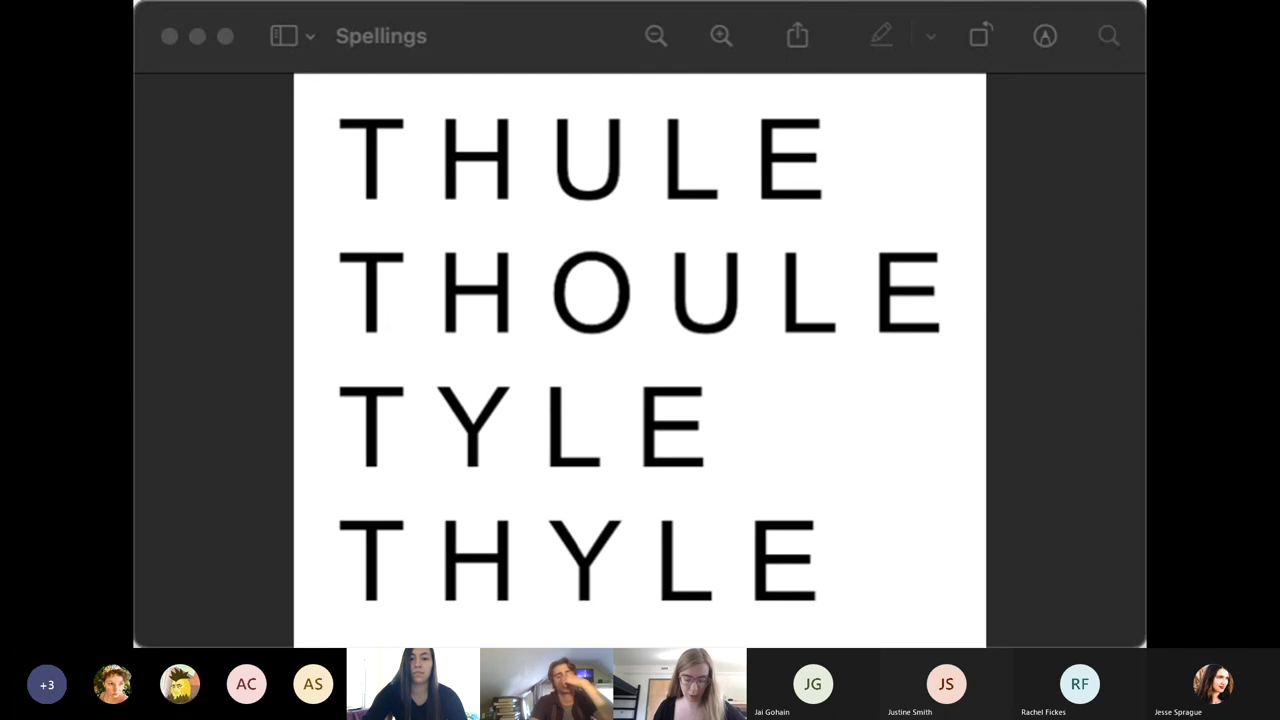 Spellings
THULE
THOULE
TYLE
THYLE
+3
AC
AS
JG
JS
RF
Jai Gohain
Justine Smith
Rachel Fickes
Jesse Sprague